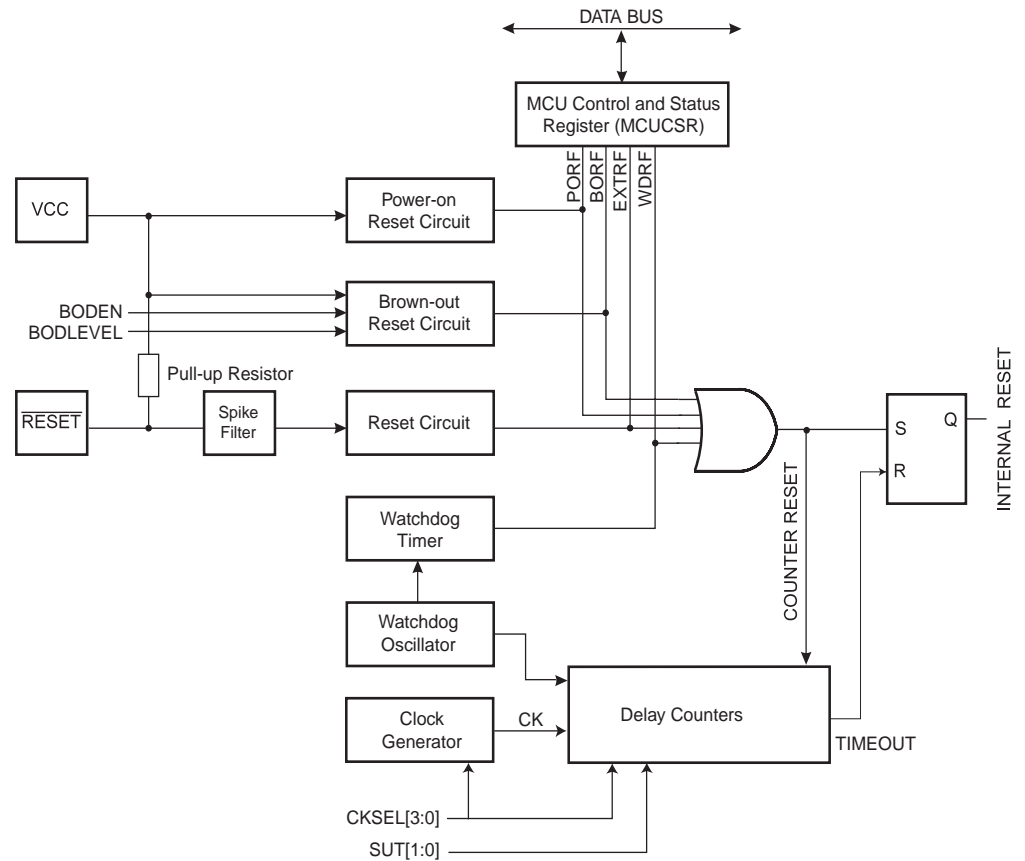 DATA BUS
MCU Control and Status
Register (MCUCSR)
PORF
BORF
EXTRF
WDRF
VCC
Power-on
Reset Circuit
BODEN
BODLEVEL
Brown-out
Reset Circuit
Pull-up Resistor
RESET
Spike
Filter
Reset Circuit
S
Q
R
INTERNAL RESET
Watchdog
Timer
COUNTER RESET
Watchdog
Oscillator
Clock
Generator
CK
Delay Counters
TIMEOUT
CKSEL[3:0]
SUT[1:0]